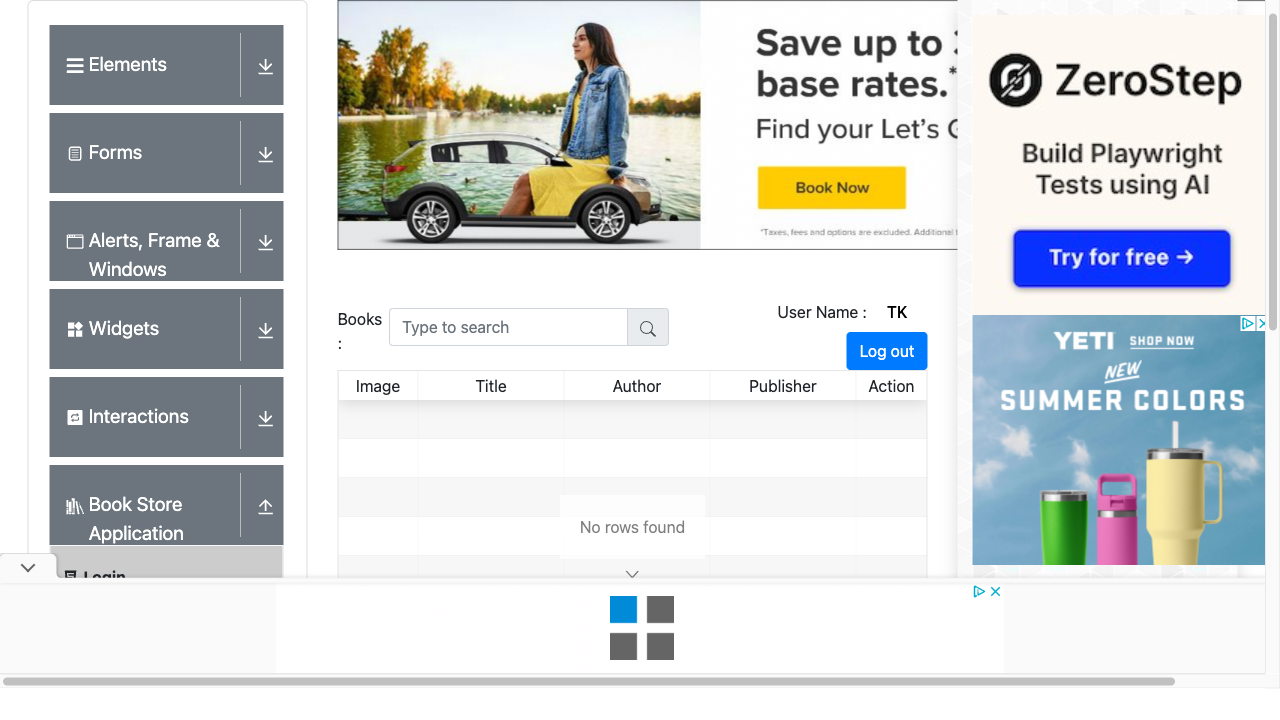 Elements
Forms
Alerts, Frame &
Windows
Widgets
Interactions
Book Store
Application
Login
Save up to
base rates.*
Find your Let's
Book Now
*Taxes, fees and options are excluded. Additional
Books
:
Type to search
User Name :
TK
Log out
Image
Title
Author
Publisher
Action
No rows found
ZeroStep
Build Playwright
Tests using AI
Try for free →
YETI SHOP NOW
NEW
SUMMER COLORS